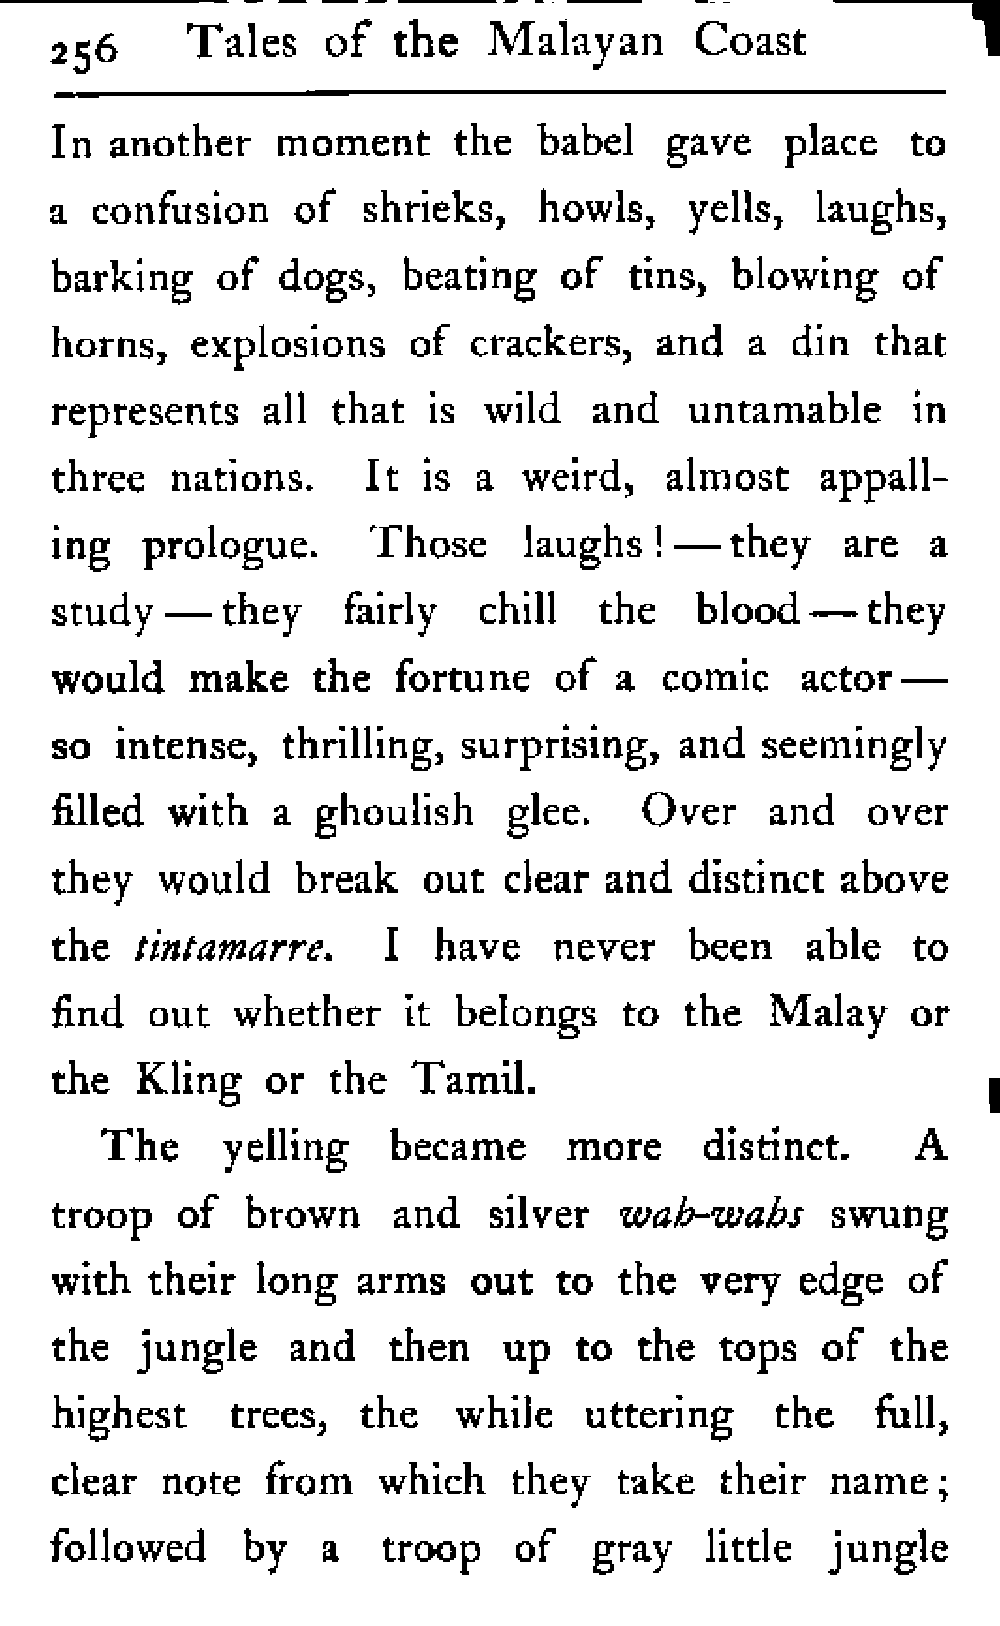 256 Tales of the Malayan Coast
In another moment the babel gave place to
a confusion of shrieks, howls, yells, laughs,
barking of dogs, beating of tins, blowing of
horns, explosions of crackers, and a din that
represents all that is wild and untamable in
three nations. It is a weird, almost appall-
ing prologue. Those laughs! — they are a
study — they fairly chill the blood — they
would make the fortune of a comic actor —
so intense, thrilling, surprising, and seemingly
filled with a ghoulish glee. Over and over
they would break out clear and distinct above
the tintamarre. I have never been able to
find out whether it belongs to the Malay or
the Kling or the Tamil.
The yelling became more distinct. A
troop of brown and silver wah-wahs swung
with their long arms out to the very edge of
the jungle and then up to the tops of the
highest trees, the while uttering the full,
clear note from which they take their name;
followed by a troop of gray little jungle